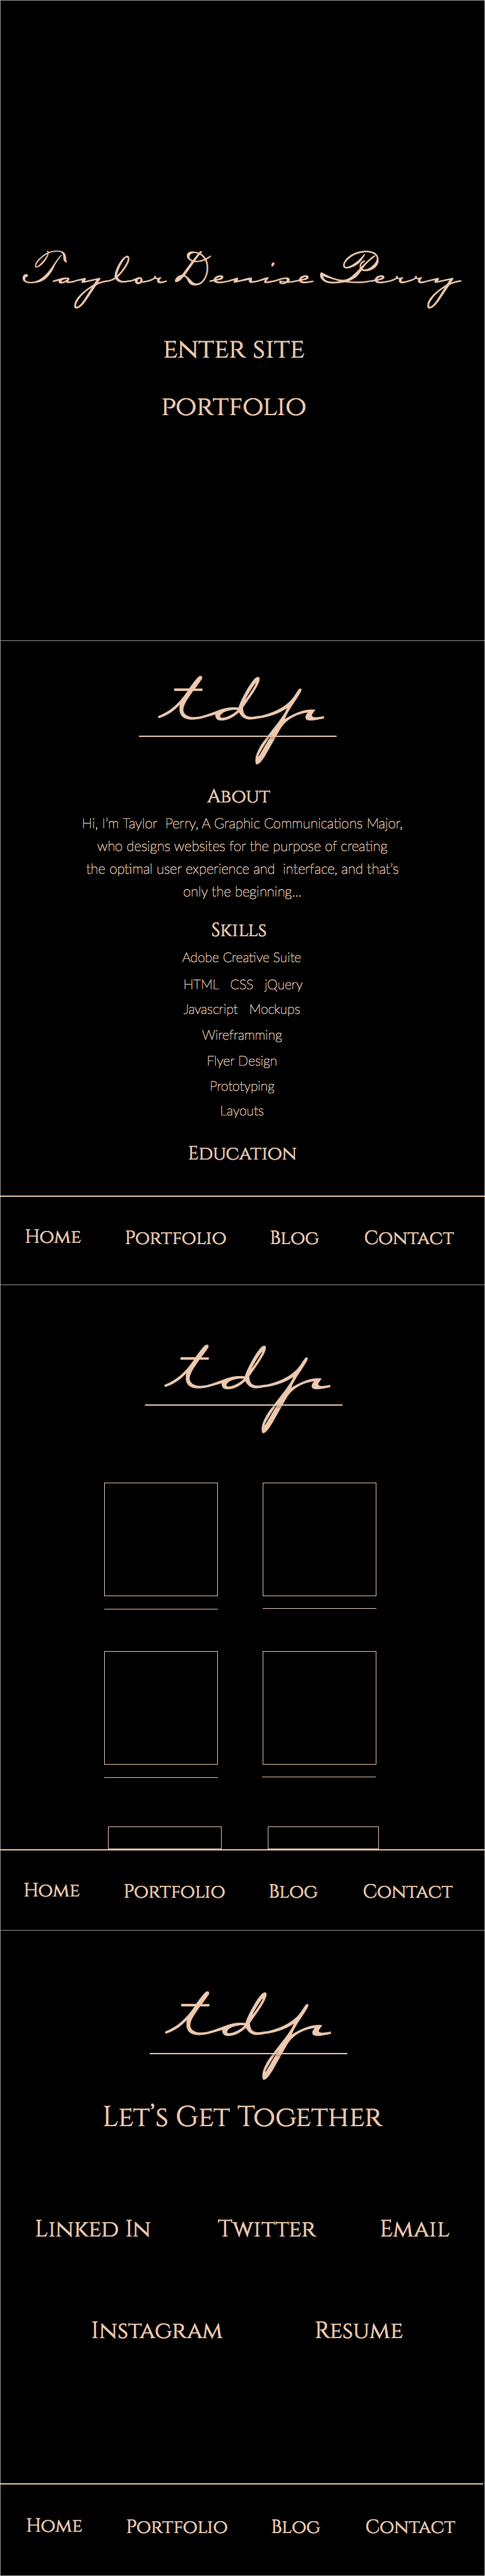 Taylor Denise Perry
ENTER SITE
PORTFOLIO
tdp
ABOUT
Hi, I'm Taylor  Perry, A Graphic Communications Major,
who designs websites for the purpose of creating
the optimal user experience and  interface, and that's
only the beginning...
SKILLS
Adobe Creative Suite
HTML   CSS   jQuery
Javascript   Mockups
Wireframming
Flyer Design
Prototyping
Layouts
EDUCATION
HOME PORTFOLIO BLOG CONTACT
tdp
HOME PORTFOLIO BLOG CONTACT
tdp
LET'S GET TOGETHER
LINKED IN TWITTER EMAIL
INSTAGRAM RESUME
HOME PORTFOLIO BLOG CONTACT